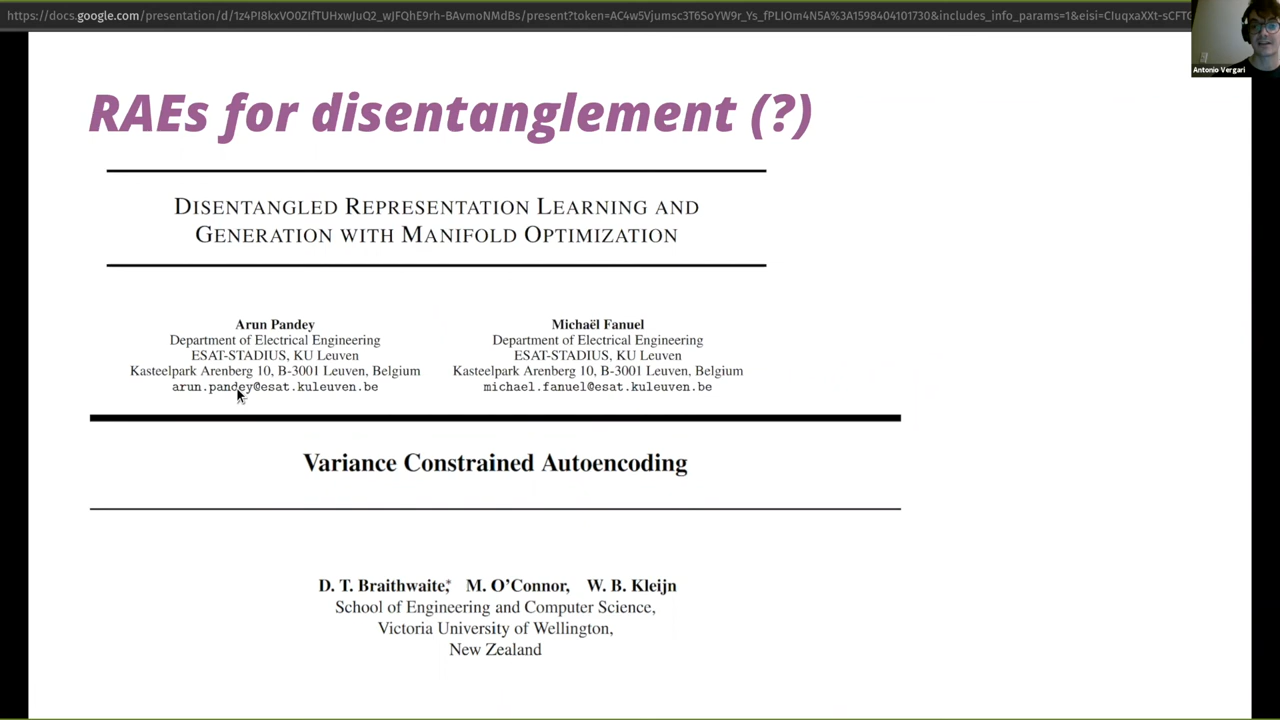 https://docs.google.com/presentation/d/1z4PI8kxVO0ZIfTUHxwJuQ2_wJFQhE9rh-BAvmoNMdBs/present?token=AC4w5Vjumsc3T6SoYW9r_Ys_fPLIOm4N5A%3A1598404101730&includes_info_params=1&eisi=CIuqxaXXt-sCFTG
Antonio Vergari
RAEs for disentanglement (?)
DISENTANGLED REPRESENTATION LEARNING AND
GENERATION WITH MANIFOLD OPTIMIZATION
Arun Pandey Michaël Fanuel
Department of Electrical Engineering Department of Electrical Engineering
ESAT-STADIUS, KU Leuven ESAT-STADIUS, KU Leuven
Kasteelpark Arenberg 10, B-3001 Leuven, Belgium Kasteelpark Arenberg 10, B-3001 Leuven, Belgium
arun.pandey@esat.kuleuven.be michael.fanuel@esat.kuleuven.be
Variance Constrained Autoencoding
D. T. Braithwaite,* M. O'Connor, W. B. Kleijn
School of Engineering and Computer Science,
Victoria University of Wellington,
New Zealand